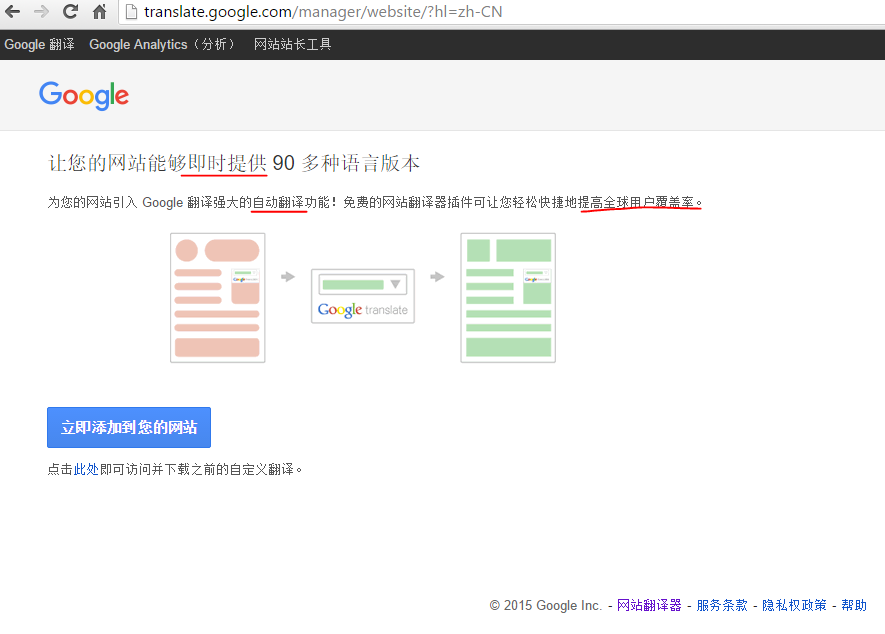 translate.google.com/manager/website/?hl=zh-CN
Google 翻译 Google Analytics（分析） 网站站长工具
Google
让您的网站能够即时提供 90 多种语言版本
为您的网站引入 Google 翻译强大的自动翻译功能！免费的网站翻译器插件可让您轻松快捷地提高全球用户覆盖率。
Google translate
立即添加到您的网站
点击此处即可访问并下载之前的自定义翻译。
© 2015 Google Inc. - 网站翻译器 - 服务条款 - 隐私权政策 - 帮助